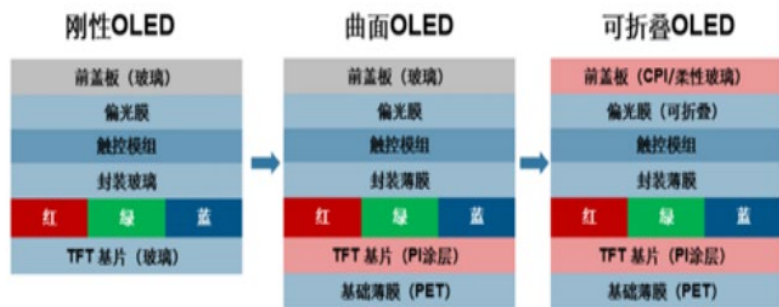 刚性OLED
前盖板（玻璃）
偏光膜
触控模组
封装玻璃
红 绿 蓝
TFT 基片（玻璃）
曲面OLED
前盖板（玻璃）
偏光膜
触控模组
封装薄膜
红 绿 蓝
TFT 基片（PI涂层）
基础薄膜（PET）
可折叠OLED
前盖板（CPI/柔性玻璃）
偏光膜（可折叠）
触控模组
封装薄膜
红 绿 蓝
TFT 基片（PI涂层）
基础薄膜（PET）